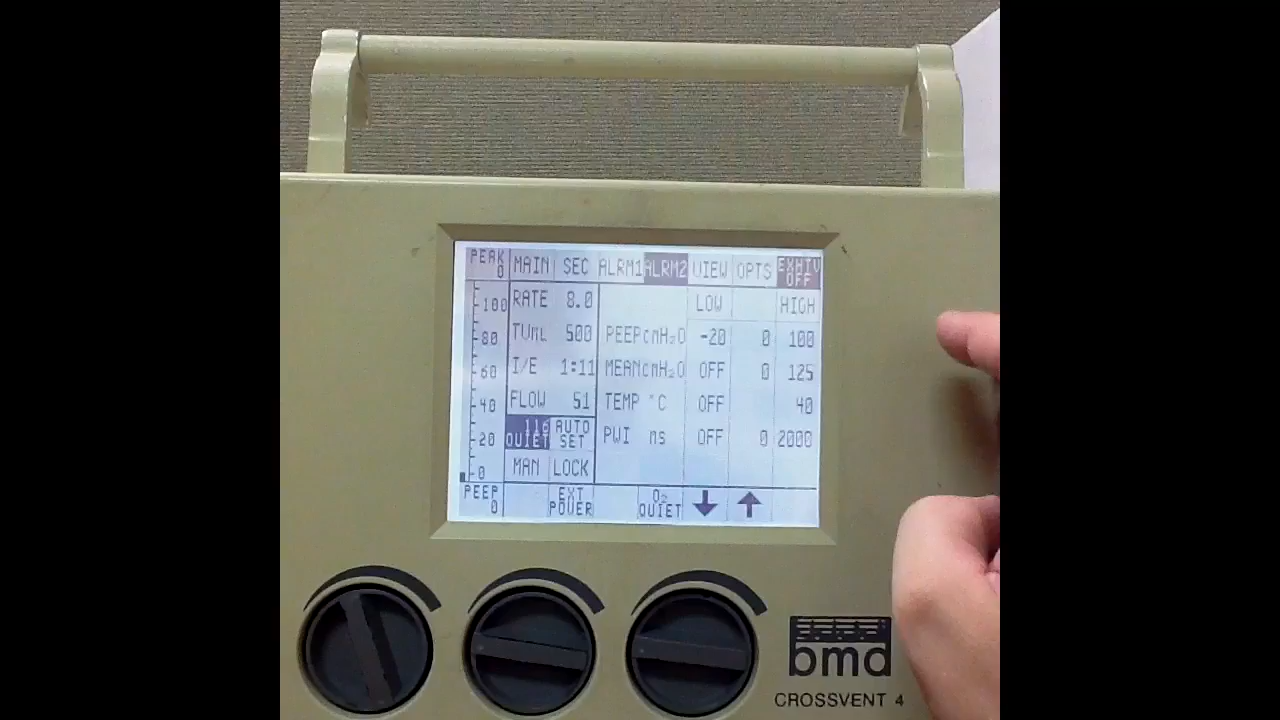 PEAK 0 MAIN SEC ALRM1 ALRM2 VIEW OPTS EXHTV OFF
100 RATE 8.0 LOW HIGH
80 TVmL 500 PEEPcmH₂O -20 0 100
60 I/E 1:11 MEANcmH₂O OFF 0 125
40 FLOW 51 TEMP °C OFF 40
20 116 QUIET AUTO SET PWI ms OFF 0 2000
0 MAN LOCK
PEEP 0 EXT POWER O₂ QUIET ↓ ↑
bmd
CROSSVENT 4